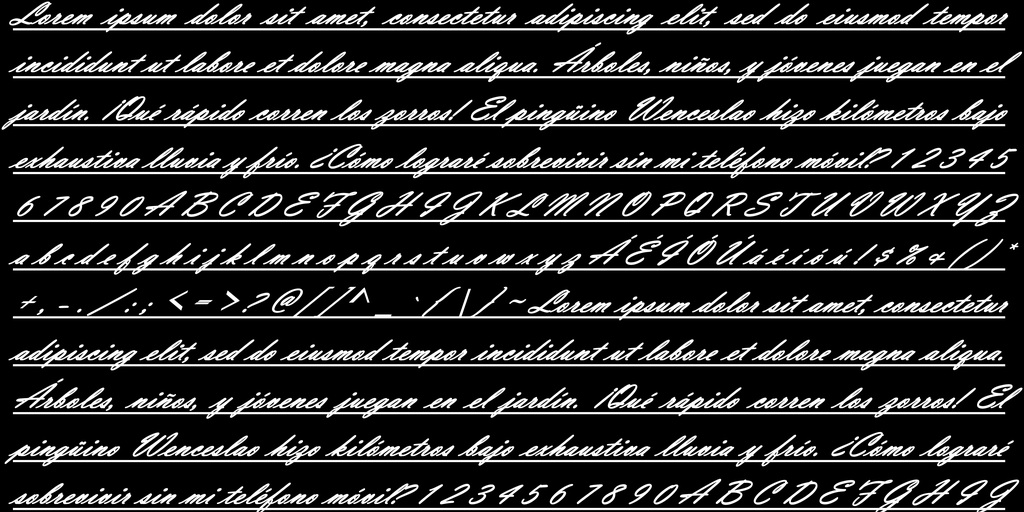 Lorem ipsum dolor sit amet, consectetur adipiscing elit, sed do eiusmod tempor
incididunt ut labore et dolore magna aliqua. Árboles, niños, y jóvenes juegan en el
jardín. ¡Qué rápido corren los zorros! El pingüino Wenceslao hizo kilómetros bajo
exhaustiva lluvia y frío. ¿Cómo lograré sobrevivir sin mi teléfono móvil? 1 2 3 4 5
6 7 8 9 0 A B C D E F G H I J K L M N O P Q R S T U V W X Y Z
a b c d e f g h i j k l m n o p q r s t u v w x y z Á É Í Ó Ú á é í ó ú ! $ % & ( ) *
+ , - . / : ; < = > ? @ [ ] ^ _ ` { | } ~ Lorem ipsum dolor sit amet, consectetur
adipiscing elit, sed do eiusmod tempor incididunt ut labore et dolore magna aliqua.
Árboles, niños, y jóvenes juegan en el jardín. ¡Qué rápido corren los zorros! El
pingüino Wenceslao hizo kilómetros bajo exhaustiva lluvia y frío. ¿Cómo lograré
sobrevivir sin mi teléfono móvil? 1 2 3 4 5 6 7 8 9 0 A B C D E F G H I J